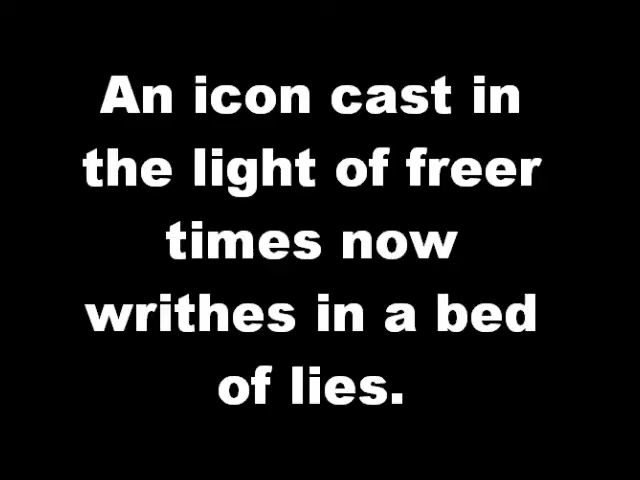 An icon cast in
the light of freer
times now
writhes in a bed
of lies.